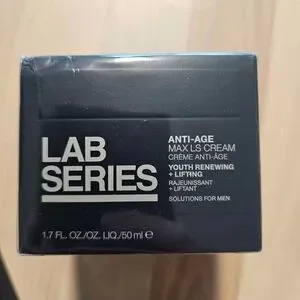 LAB
SERIES
ANTI-AGE
MAX LS CREAM
CRÈME ANTI-ÂGE
YOUTH RENEWING
+ LIFTING
RAJEUNISSANT
+ LIFTANT
SOLUTIONS FOR MEN
1.7 FL. OZ./OZ. LIQ./50 ml ℮